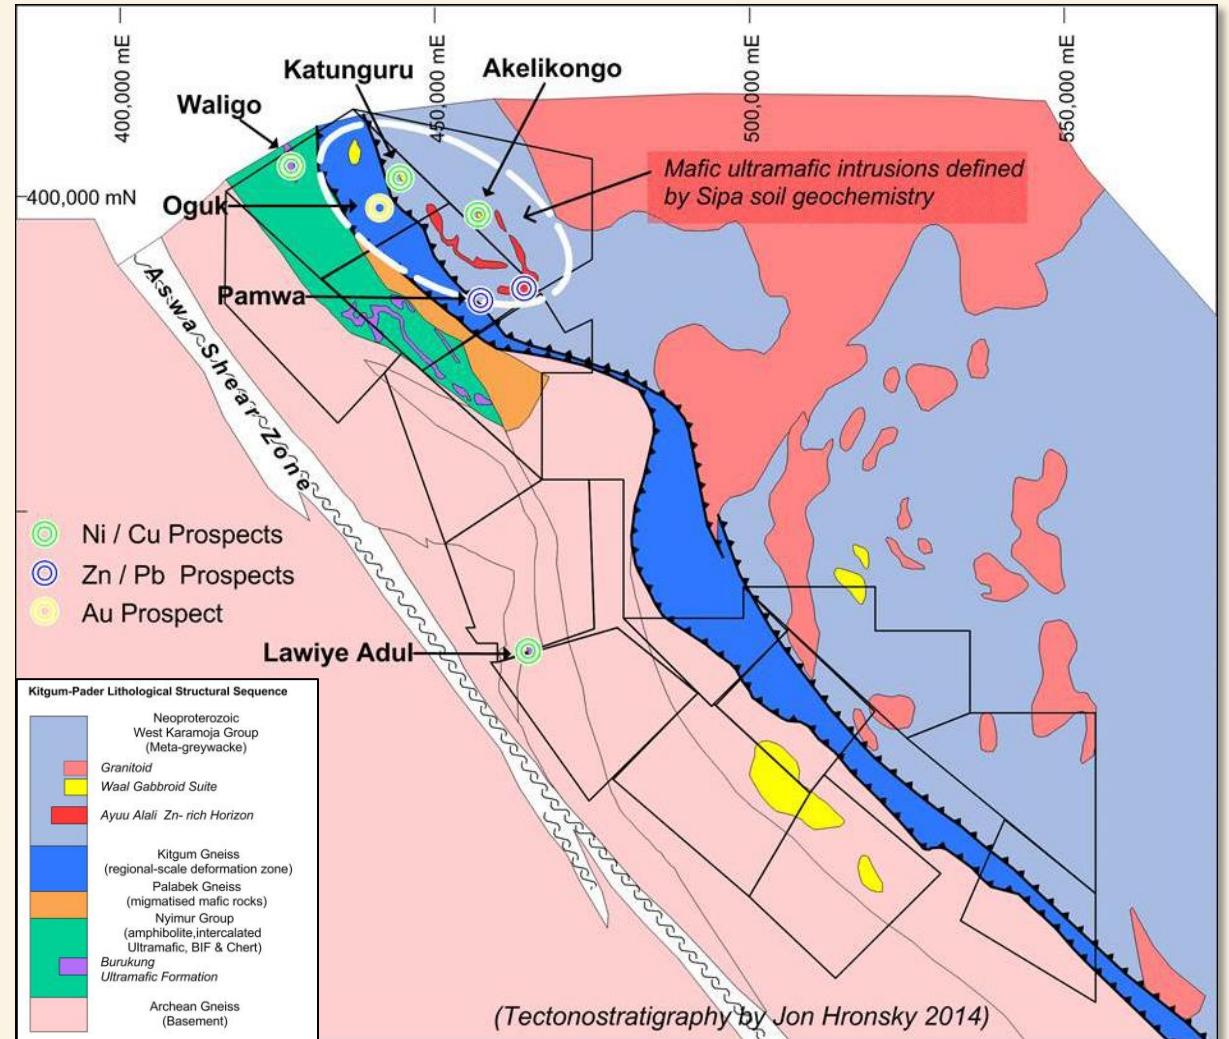 400,000 mE
450,000 mE
500,000 mE
550,000 mE
Katunguru
Akelikongo
Waligo
Mafic ultramafic intrusions defined
by Sipa soil geochemistry
400,000 mN
Oguk
Pamwa
Aswa Shear Zone
Ni / Cu Prospects
Zn / Pb Prospects
Au Prospect
Lawiye Adul
Kitgum-Pader Lithological Structural Sequence
Neoproterozoic
West Karamoja Group
(Meta-greywacke)
Granitoid
Waal Gabbroid Suite
Ayuu Alali Zn- rich Horizon
Kitgum Gneiss
(regional-scale deformation zone)
Palabek Gneiss
(migmatised mafic rocks)
Nyimur Group
(amphibolite,intercalated
Ultramafic, BIF & Chert)
Burukung
Ultramafic Formation
Archean Gneiss
(Basement)
(Tectonostratigraphy by Jon Hronsky 2014)